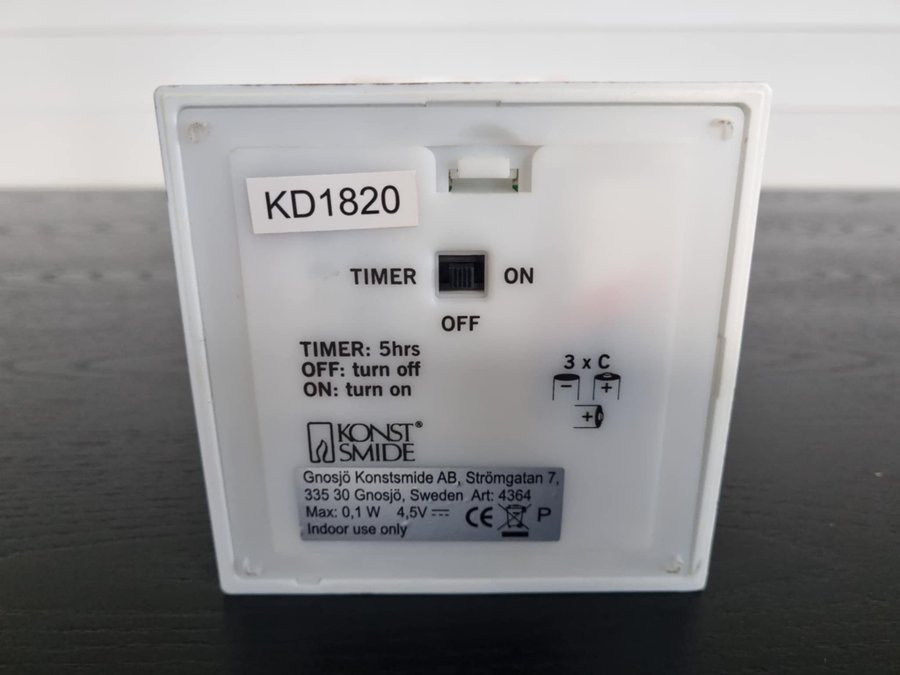 KD1820
TIMER ON
OFF
TIMER: 5hrs
OFF: turn off
ON: turn on
3 x C
− +
+
KONST®
SMIDE
Gnosjö Konstsmide AB, Strömgatan 7,
335 30 Gnosjö, Sweden Art: 4364
Max: 0,1 W 4,5V ⎓ CE P
Indoor use only